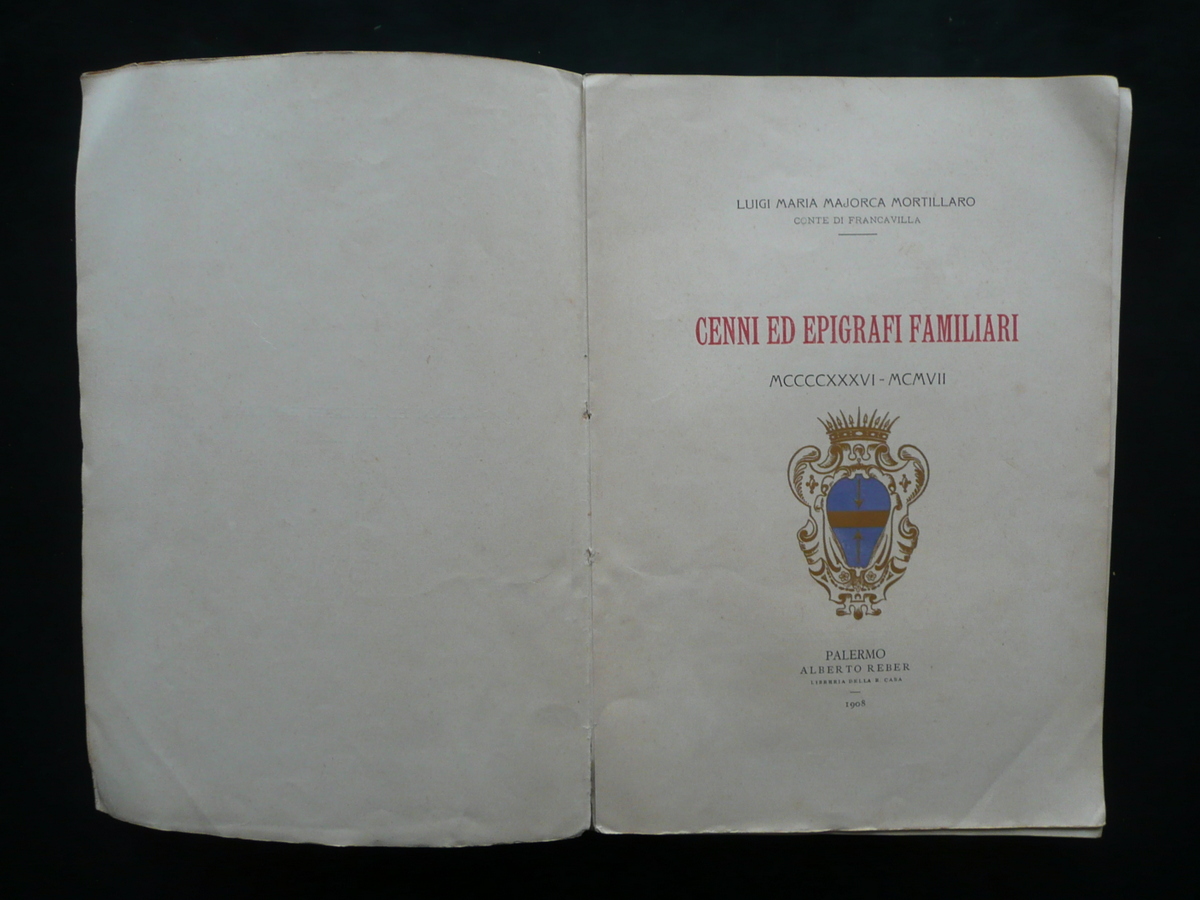 LUIGI MARIA MAJORCA MORTILLARO
CONTE DI FRANCAVILLA
CENNI ED EPIGRAFI FAMILIARI
MCCCCXXXVI - MCMVII
PALERMO
ALBERTO REBER
LIBRERIA DELLA R. CASA
1908